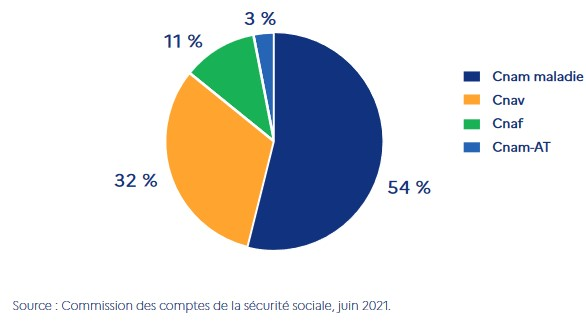 3 %
11 %
32 %
54 %
Cnam maladie
Cnav
Cnaf
Cnam-AT
Source : Commission des comptes de la sécurité sociale, juin 2021.